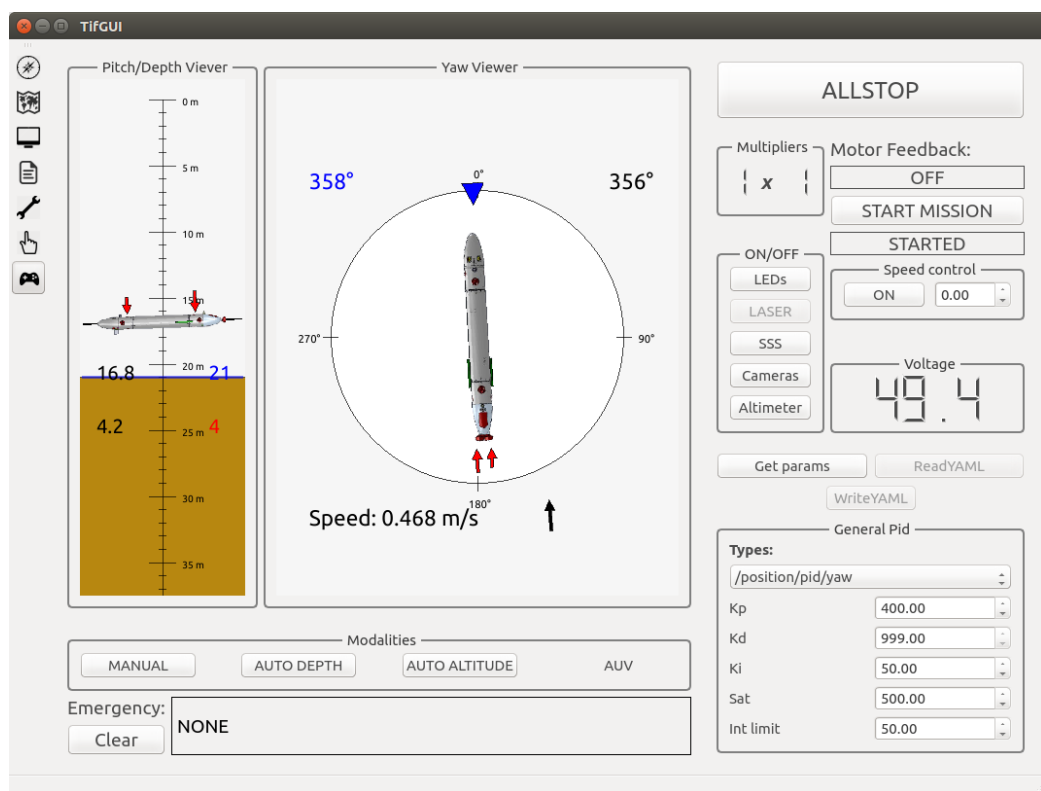 TifGUI
Pitch/Depth Viever
0 m
5 m
10 m
15 m
16.8
20 m
21
4.2
25 m
4
30 m
35 m
Yaw Viewer
358°
0°
356°
270°
90°
180°
Speed: 0.468 m/s
ALLSTOP
Multipliers
1 x 1
Motor Feedback:
OFF
START MISSION
STARTED
ON/OFF
LEDs
LASER
SSS
Cameras
Altimeter
Speed control
ON
0.00
Voltage
49.4
Get params
ReadYAML
WriteYAML
General Pid
Types:
/position/pid/yaw
Kp 400.00
Kd 999.00
Ki 50.00
Sat 500.00
Int limit 50.00
Modalities
MANUAL
AUTO DEPTH
AUTO ALTITUDE
AUV
Emergency:
NONE
Clear